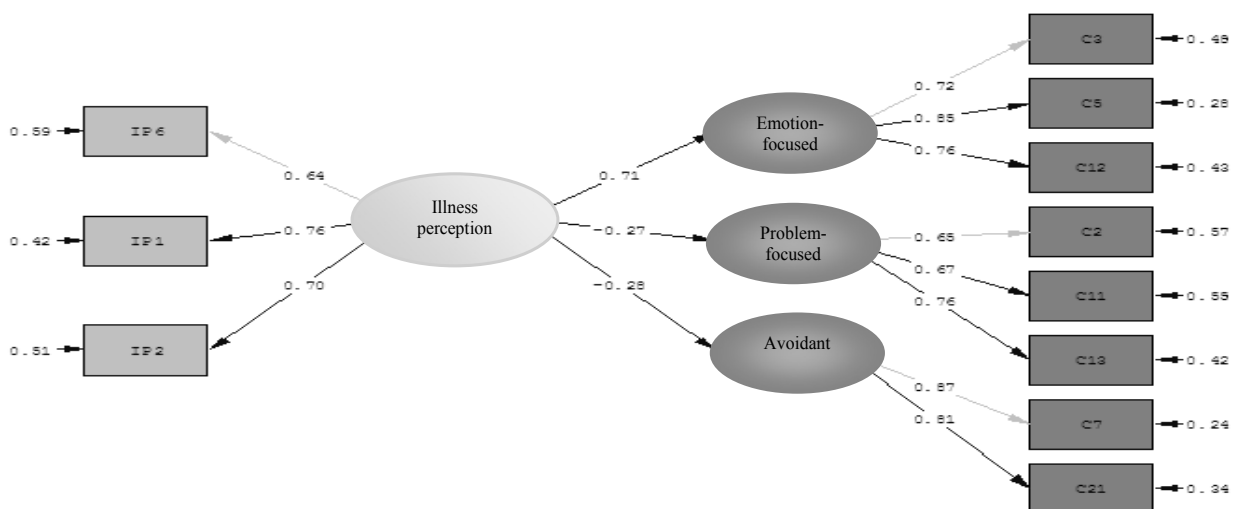 C3
0.49
0.72
C5
0.28
Emotion-
focused
0.85
0.59
IP6
0.76
C12
0.43
0.64
0.71
Illness
perception
C2
0.57
0.65
Problem-
focused
-0.27
0.42
IP1
0.76
0.67
C11
0.55
0.70
-0.28
0.76
0.51
IP2
Avoidant
C13
0.42
0.87
0.81
C7
0.24
C21
0.34